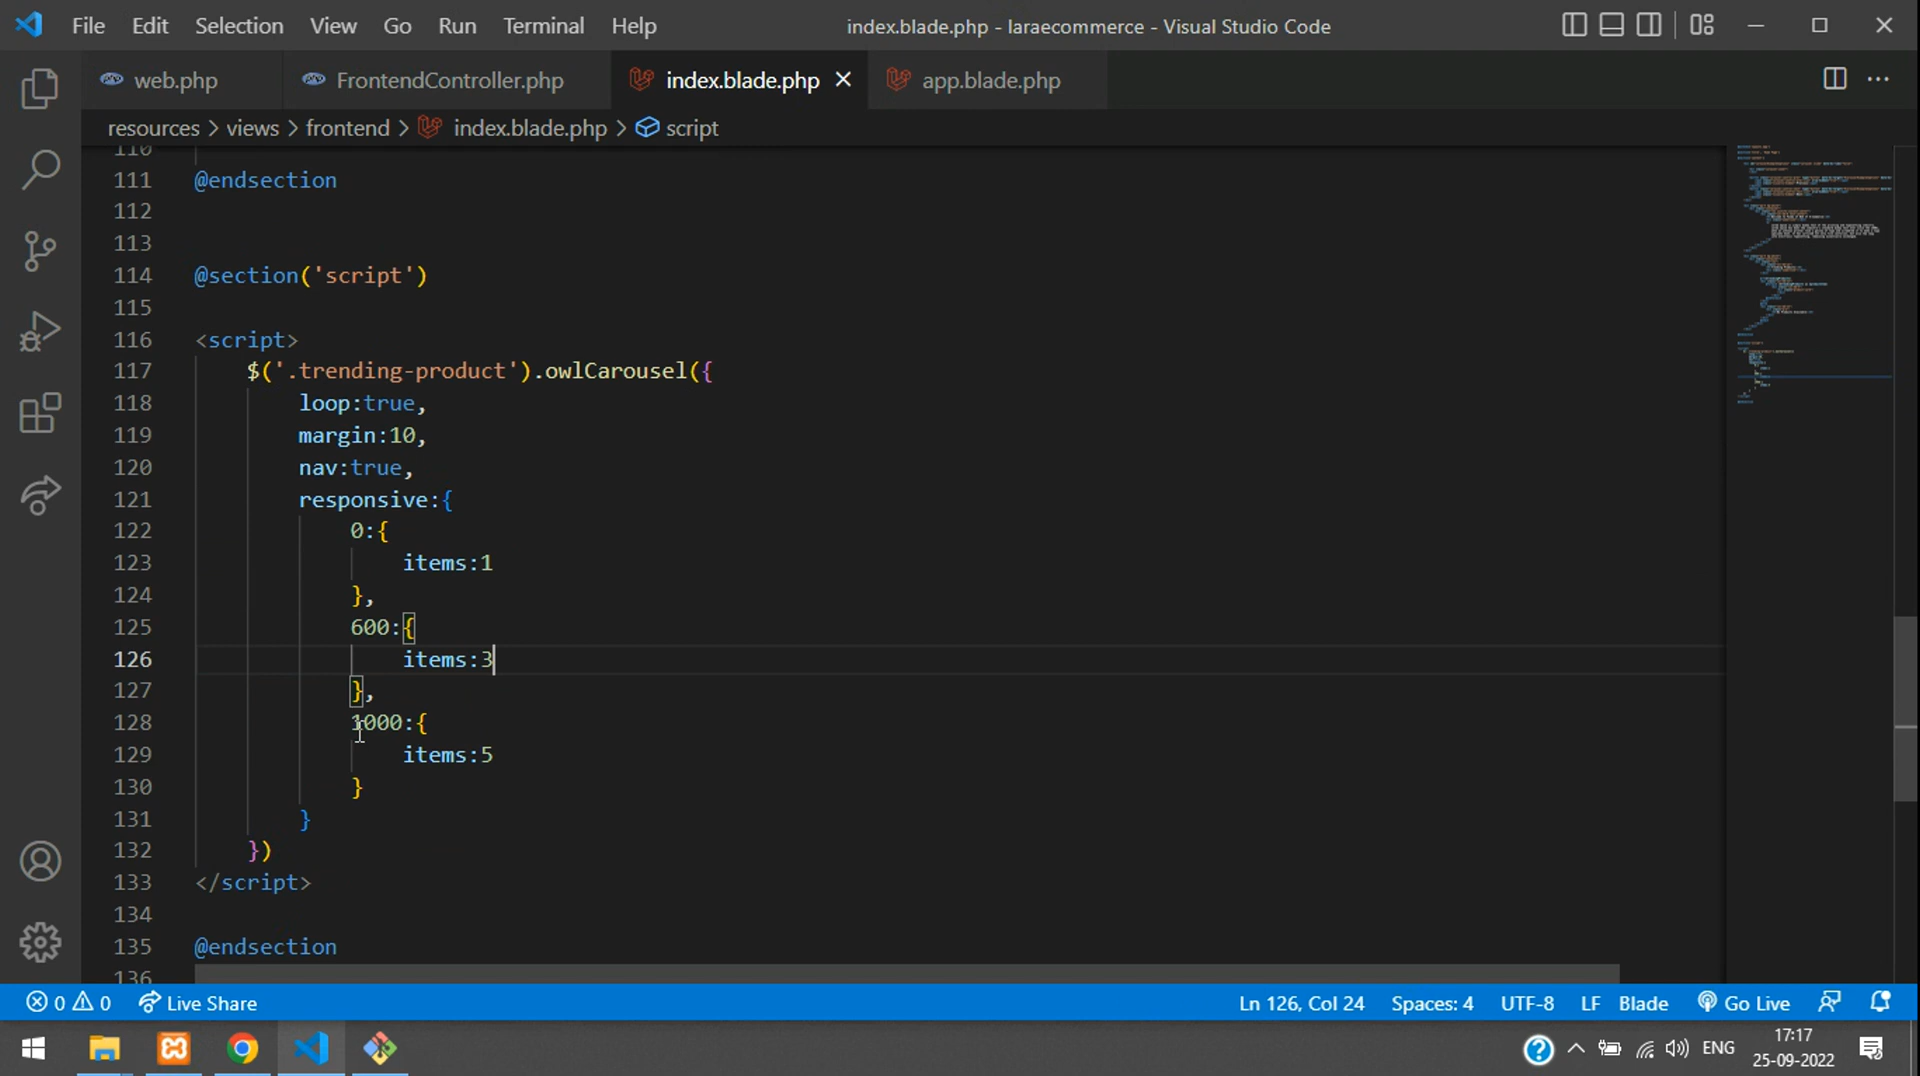 File Edit Selection View Go Run Terminal Help index.blade.php - laraecommerce - Visual Studio Code
web.php FrontendController.php index.blade.php app.blade.php
resources > views > frontend > index.blade.php > script
110
111 @endsection
112
113
114 @section('script')
115
116 <script>
117 $('.trending-product').owlCarousel({
118 loop:true,
119 margin:10,
120 nav:true,
121 responsive:{
122 0:{
123 items:1
124 },
125 600:{
126 items:3
127 },
128 1000:{
129 items:5
130 }
131 }
132 })
133 </script>
134
135 @endsection
136
0 0 Live Share Ln 126, Col 24 Spaces: 4 UTF-8 LF Blade Go Live
ENG 17:17
25-09-2022